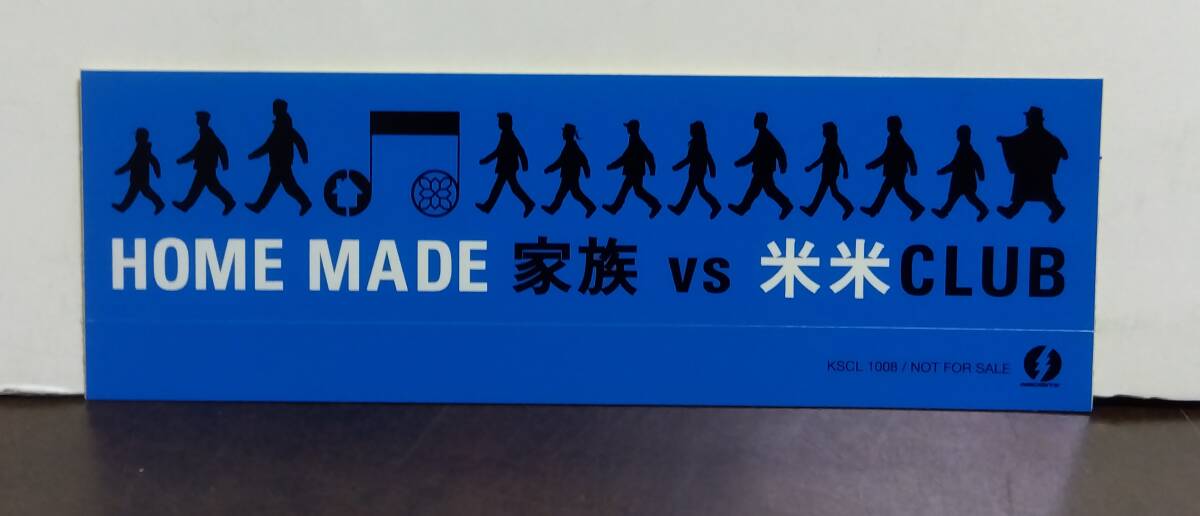 HOME MADE 家族 vs 米米CLUB
KSCL 1008 / NOT FOR SALE